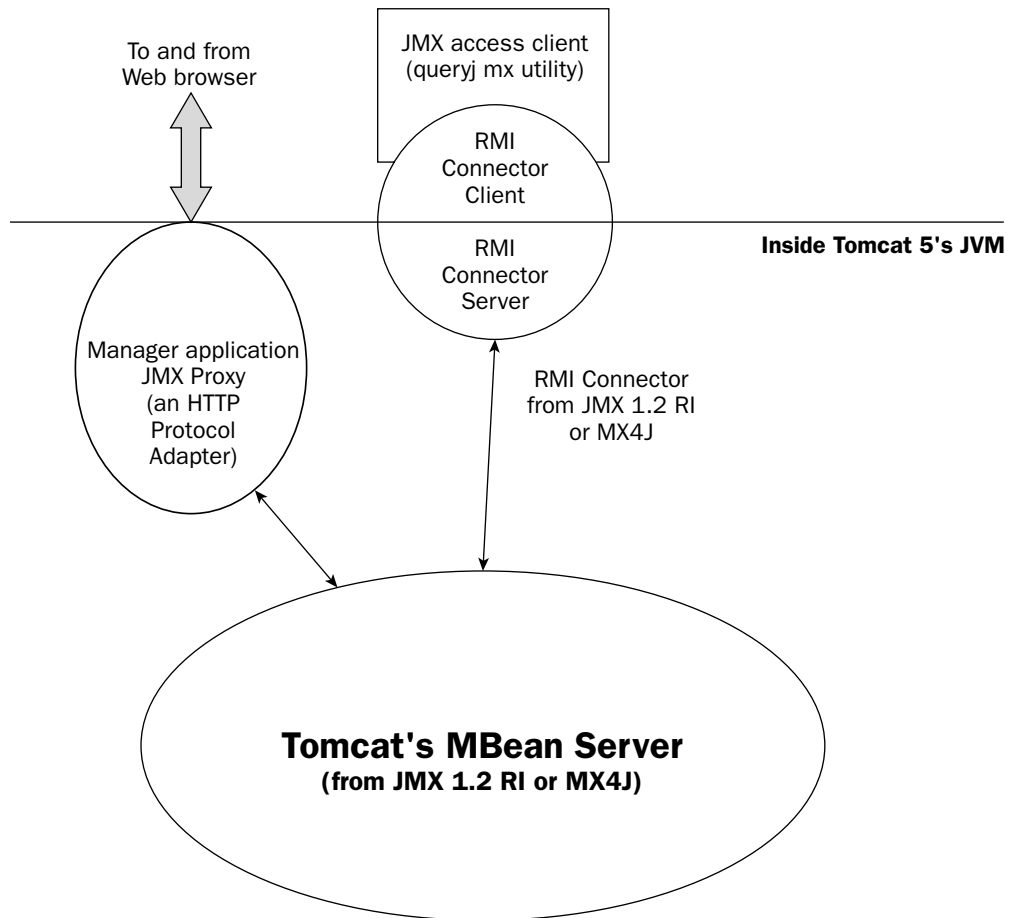 To and from
Web browser
JMX access client
(queryj mx utility)
RMI
Connector
Client
Inside Tomcat 5's JVM
RMI
Connector
Server
Manager application
JMX Proxy
(an HTTP
Protocol
Adapter)
RMI Connector
from JMX 1.2 RI
or MX4J
Tomcat's MBean Server
(from JMX 1.2 RI or MX4J)